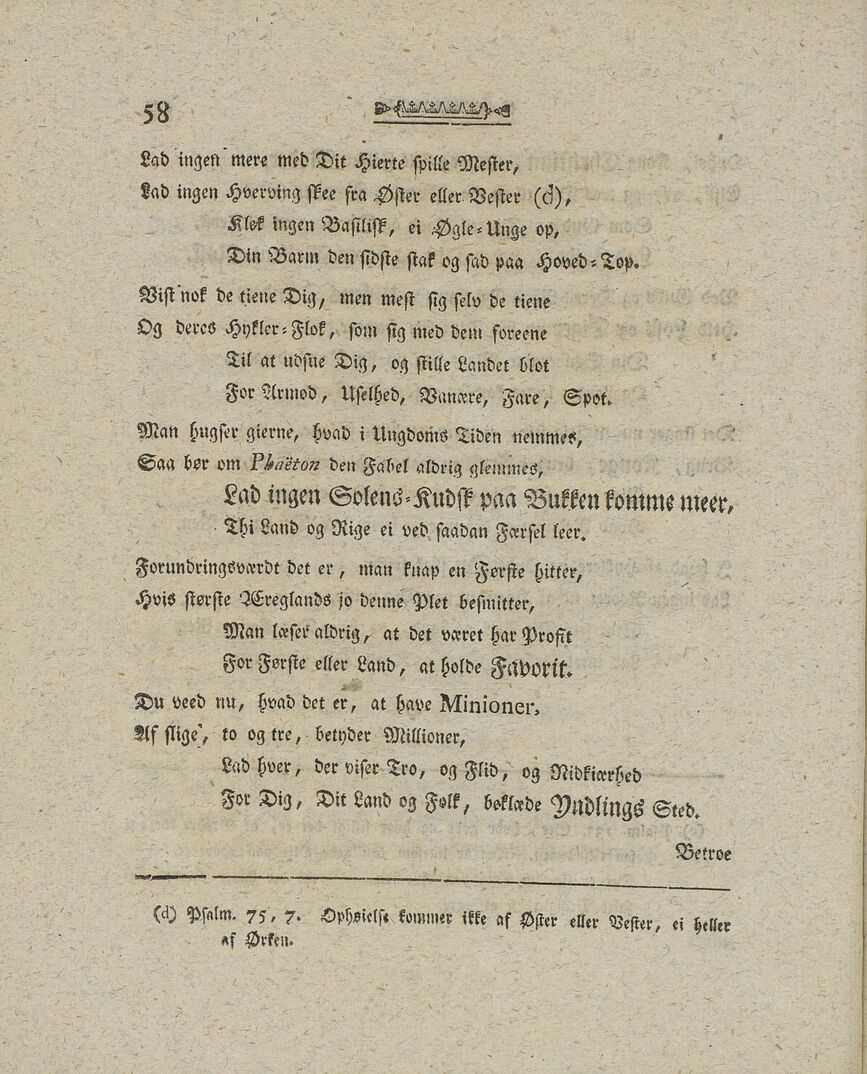 58
Lad ingen mere med Dit Hierte spille Mester,
Lad ingen Hverving skee fra Øster eller Vester (d),
Klek ingen Basilisk, ei Øgle-Unge op,
Din Barm den sidste stak og sad paa Hoved-Top.
Vist nok de tiene Dig, men mest sig selv de tiene
Og deres Hykler-Flok, som sig med dem foreene
Til at udsue Dig, og stille Landet blot
For Armod, Uselhed, Vanære, Fare, Spot.
Man hugser gierne, hvad i Ungdoms Tiden nemmes,
Saa bør om Phaëton den Fabel aldrig glemmes,
Lad ingen Solens-Kudsk paa Bukken komme meer,
Thi Land og Rige ei ved saadan Færsel leer.
Forundringsværdt det er, man knap en Første hitter,
Hvis største Æreglands jo denne Plet besmitter,
Man læser aldrig, at det været har Profit
For Første eller Land, at holde Favorit.
Du veed nu, hvad det er, at have Minioner,
Af slige, to og tre, betyder Millioner,
Lad hver, der viser Tro, og Flid, og Nidkiærhed
For Dig, Dit Land og Folk, beklæde Yndlings Sted.
Betroe
(d) Psalm. 75, 7. Ophøielse kommer ikke af Øster eller Vester, ei heller
af Ørken.